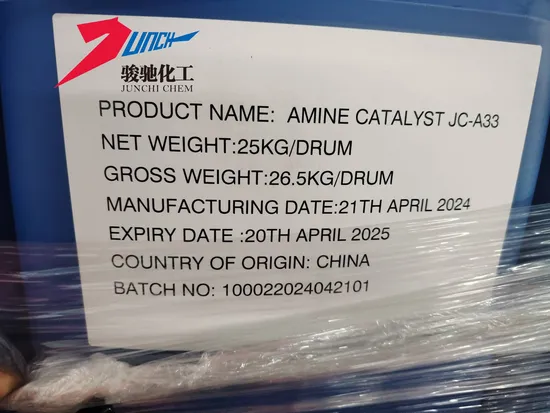 JUNCH
骏驰化工
JUNCHI CHEM
PRODUCT NAME: AMINE CATALYST JC-A33
NET WEIGHT:25KG/DRUM
GROSS WEIGHT:26.5KG/DRUM
MANUFACTURING DATE:21TH APRIL 2024
EXPIRY DATE :20TH APRIL 2025
COUNTRY OF ORIGIN: CHINA
BATCH NO: 100022024042101